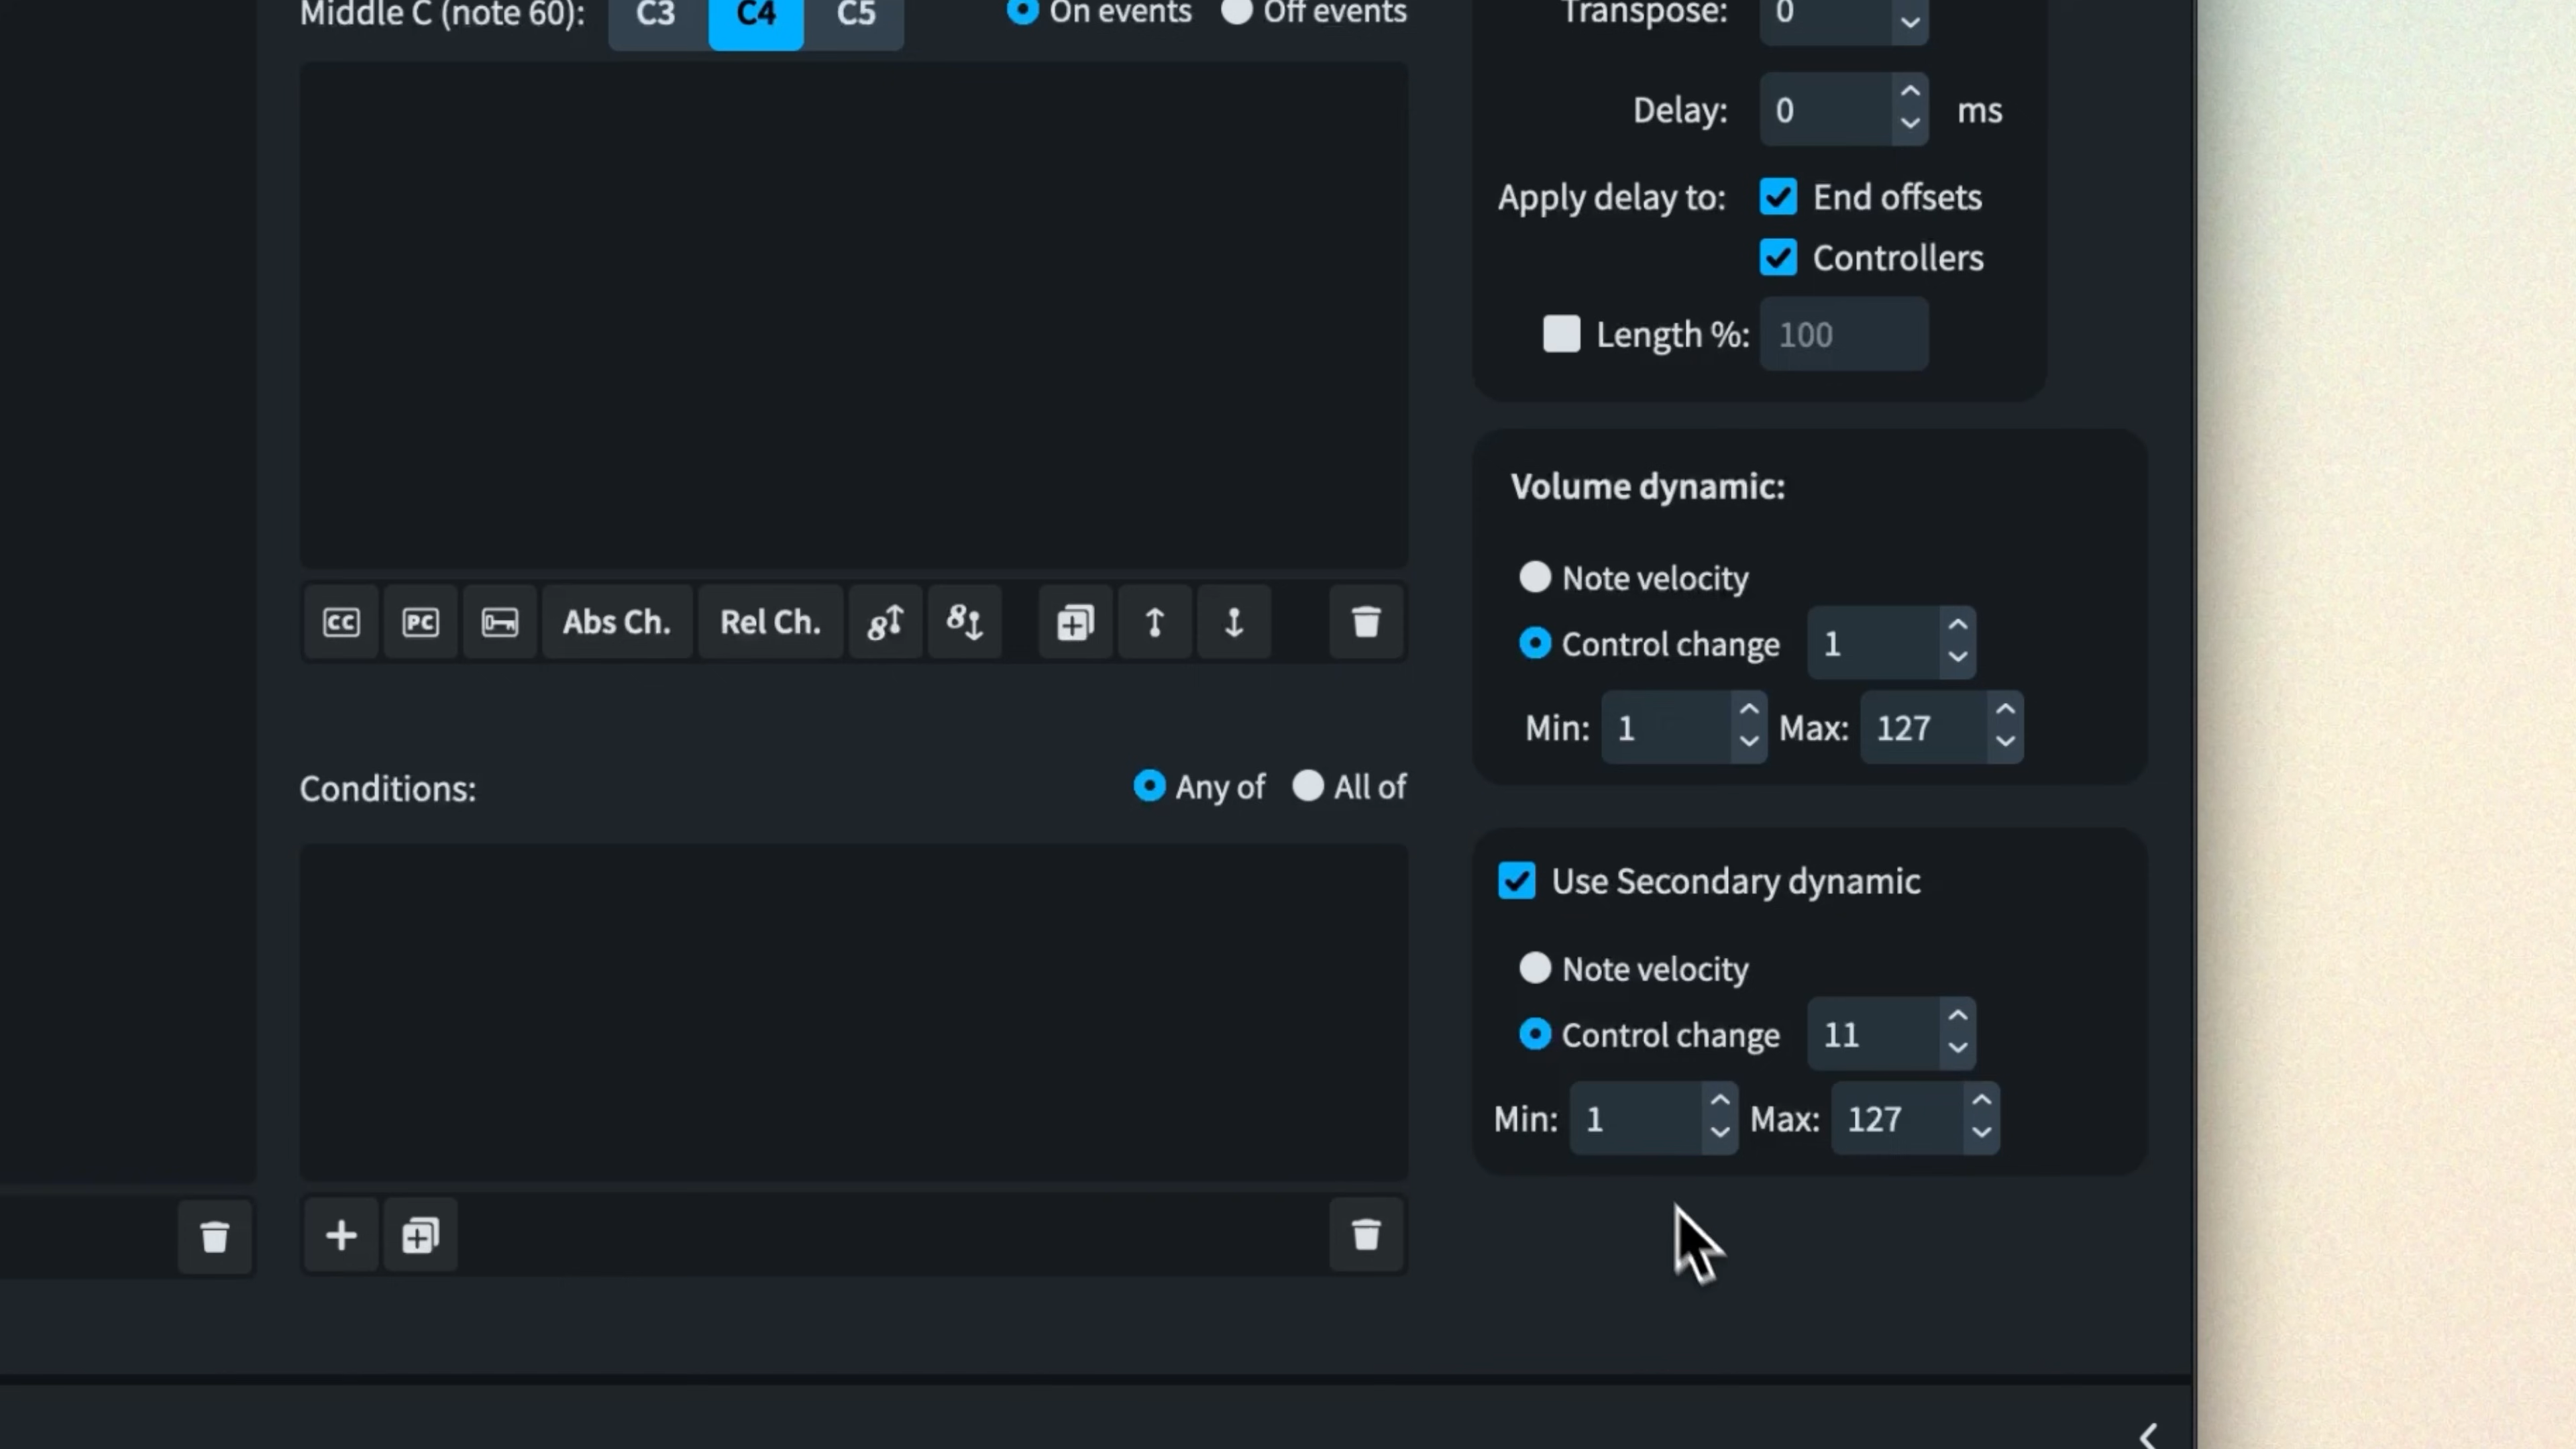 Middle C (note 60): C3 C4 C5 On events Off events
CC PC Abs Ch. Rel Ch. 8 8
Conditions: Any of All of
Transpose: 0
Delay: 0 ms
Apply delay to: End offsets
Controllers
Length %: 100
Volume dynamic:
Note velocity
Control change 1
Min: 1 Max: 127
Use Secondary dynamic
Note velocity
Control change 11
Min: 1 Max: 127